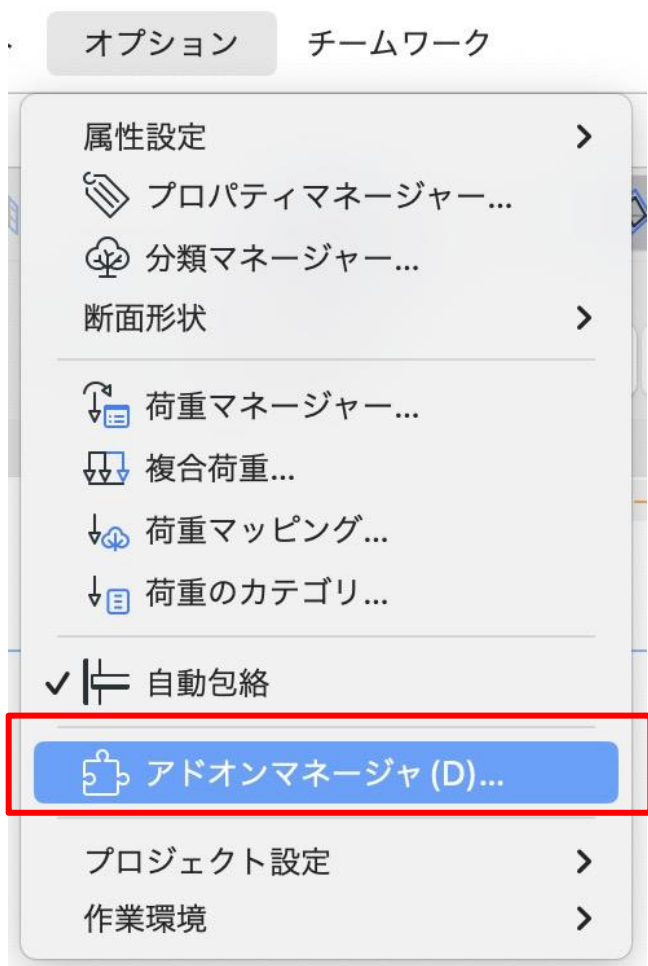 オプション チームワーク
属性設定
プロパティマネージャー...
分類マネージャー...
断面形状
荷重マネージャー...
複合荷重...
荷重マッピング...
荷重のカテゴリ...
自動包絡
アドオンマネージャ (D)...
プロジェクト設定
作業環境